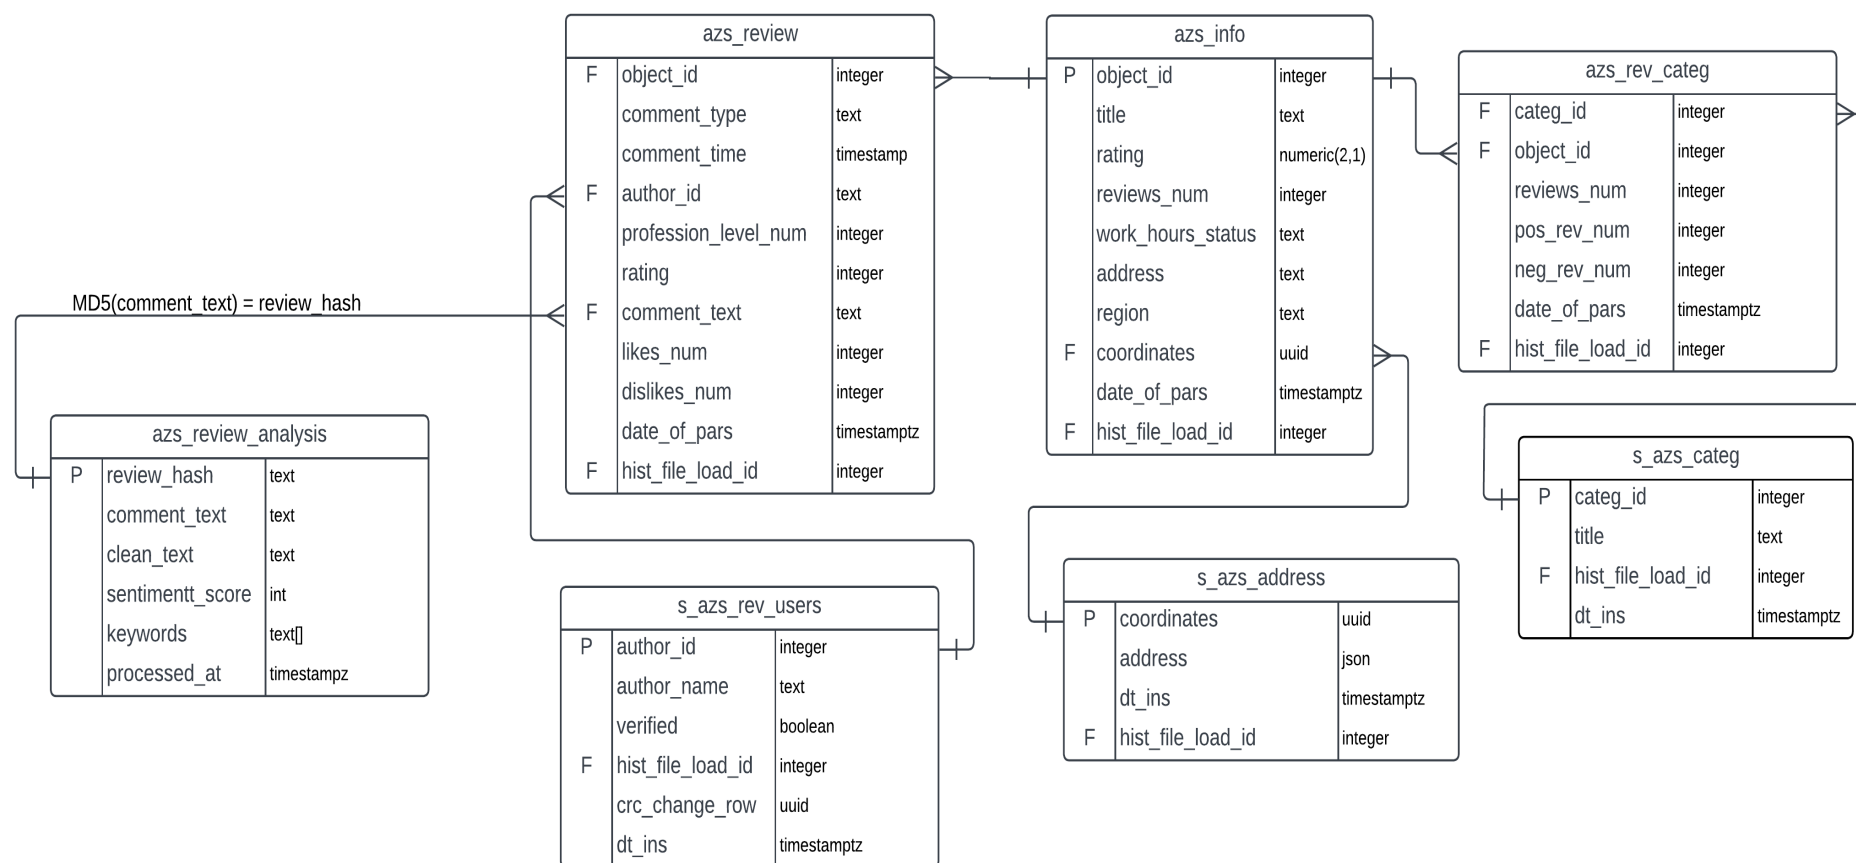 azs_review
F object_id integer
comment_type text
comment_time timestamp
F author_id text
profession_level_num integer
rating integer
F comment_text text
likes_num integer
dislikes_num integer
date_of_pars timestamptz
F hist_file_load_id integer
azs_info
P object_id integer
title text
rating numeric(2,1)
reviews_num integer
work_hours_status text
address text
region text
F coordinates uuid
date_of_pars timestamptz
F hist_file_load_id integer
azs_rev_categ
F categ_id integer
F object_id integer
reviews_num integer
pos_rev_num integer
neg_rev_num integer
date_of_pars timestamptz
F hist_file_load_id integer
MD5(comment_text) = review_hash
azs_review_analysis
P review_hash text
comment_text text
clean_text text
sentimentt_score int
keywords text[]
processed_at timestampz
s_azs_rev_users
P author_id integer
author_name text
verified boolean
F hist_file_load_id integer
crc_change_row uuid
dt_ins timestamptz
s_azs_address
P coordinates uuid
address json
dt_ins timestamptz
F hist_file_load_id integer
s_azs_categ
P categ_id integer
title text
F hist_file_load_id integer
dt_ins timestamptz